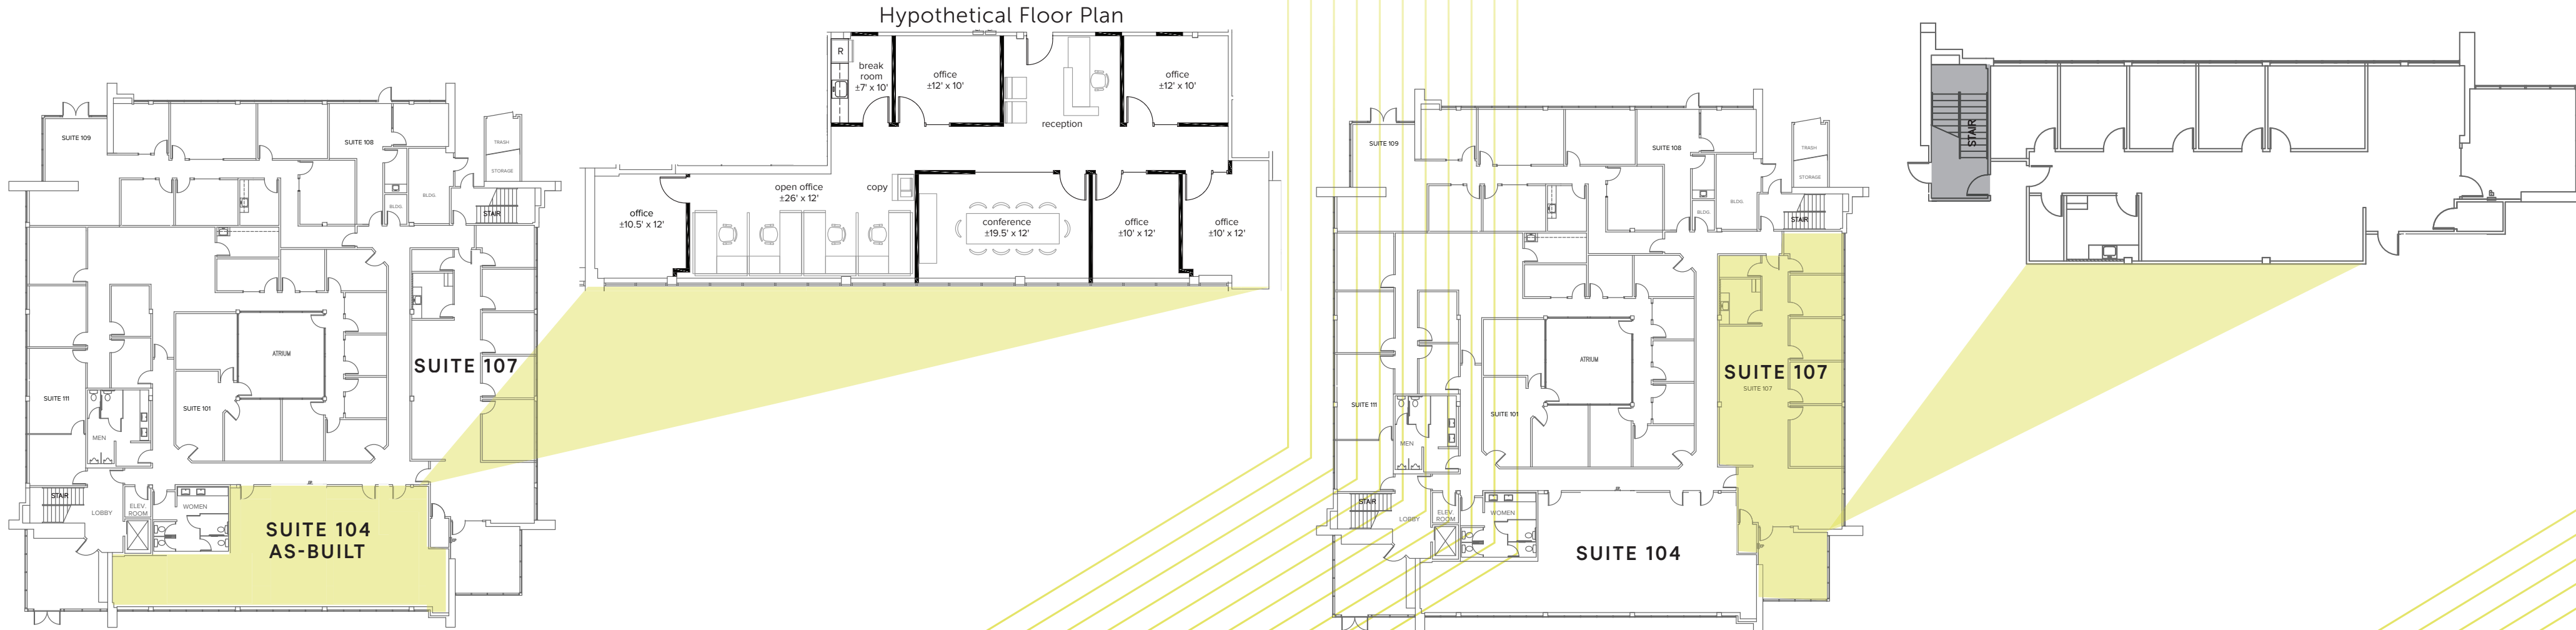 Hypothetical Floor Plan
SUITE 109
SUITE 108
TRASH
STORAGE
BLDG.
BLDG.
STAIR
ATRIUM
SUITE 107
SUITE 111
SUITE 101
MEN
STAIR
LOBBY
ELEV.
ROOM
WOMEN
SUITE 104
AS-BUILT
R
break
room
±7' x 10'
office
±12' x 10'
reception
office
±12' x 10'
office
±10.5' x 12'
open office
±26' x 12'
copy
conference
±19.5' x 12'
office
±10' x 12'
office
±10' x 12'
SUITE 109
SUITE 108
TRASH
STORAGE
BLDG.
BLDG.
STAIR
ATRIUM
SUITE 107
SUITE 107
SUITE 111
SUITE 101
MEN
STAIR
LOBBY
ELEV.
ROOM
WOMEN
SUITE 104
STAIR